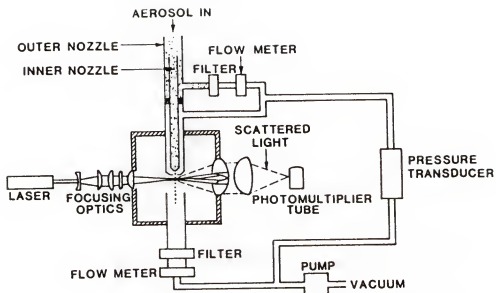 AEROSOL IN
OUTER NOZZLE
FLOW METER
INNER NOZZLE
FILTER
SCATTERED
LIGHT
PRESSURE
TRANSDUCER
LASER
FOCUSING
OPTICS
PHOTOMULTIPLIER
TUBE
FILTER
FLOW METER
PUMP
VACUUM